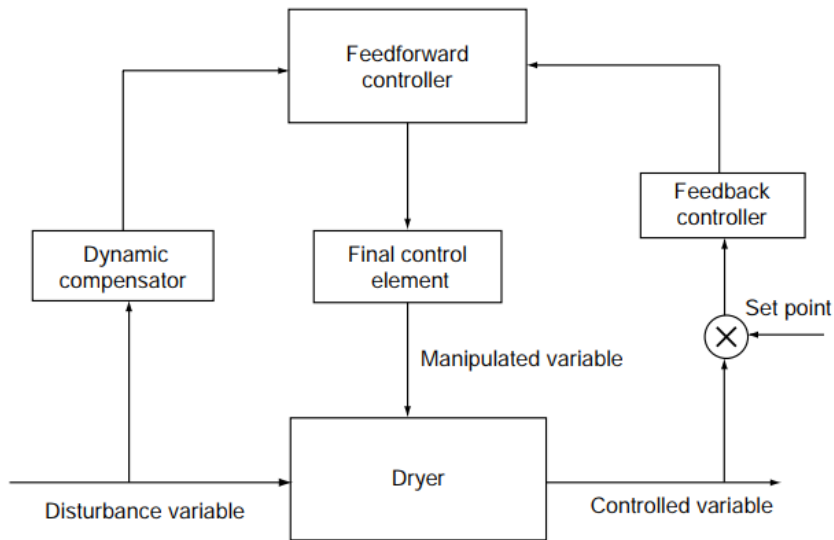 Feedforward
controller
Feedback
controller
Dynamic
compensator
Final control
element
Set point
Manipulated variable
Dryer
Disturbance variable
Controlled variable